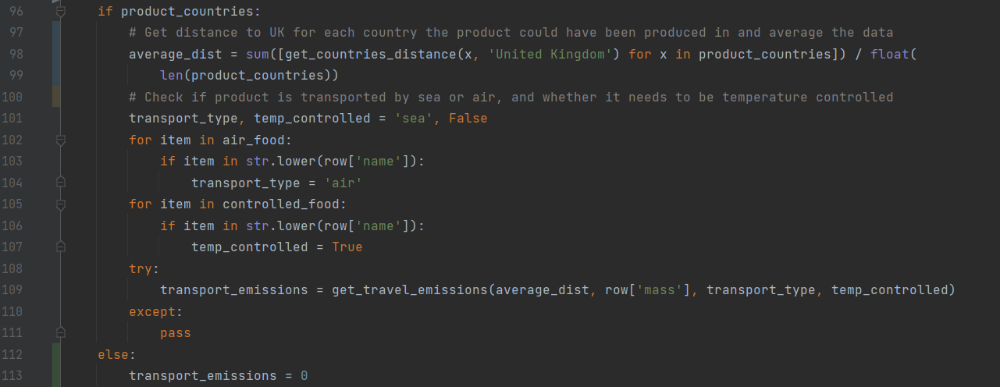 96 if product_countries:
97 # Get distance to UK for each country the product could have been produced in and average the data
98 average_dist = sum([get_countries_distance(x, 'United Kingdom') for x in product_countries]) / float(
99 len(product_countries))
100 # Check if product is transported by sea or air, and whether it needs to be temperature controlled
101 transport_type, temp_controlled = 'sea', False
102 for item in air_food:
103 if item in str.lower(row['name']):
104 transport_type = 'air'
105 for item in controlled_food:
106 if item in str.lower(row['name']):
107 temp_controlled = True
108 try:
109 transport_emissions = get_travel_emissions(average_dist, row['mass'], transport_type, temp_controlled)
110 except:
111 pass
112 else:
113 transport_emissions = 0